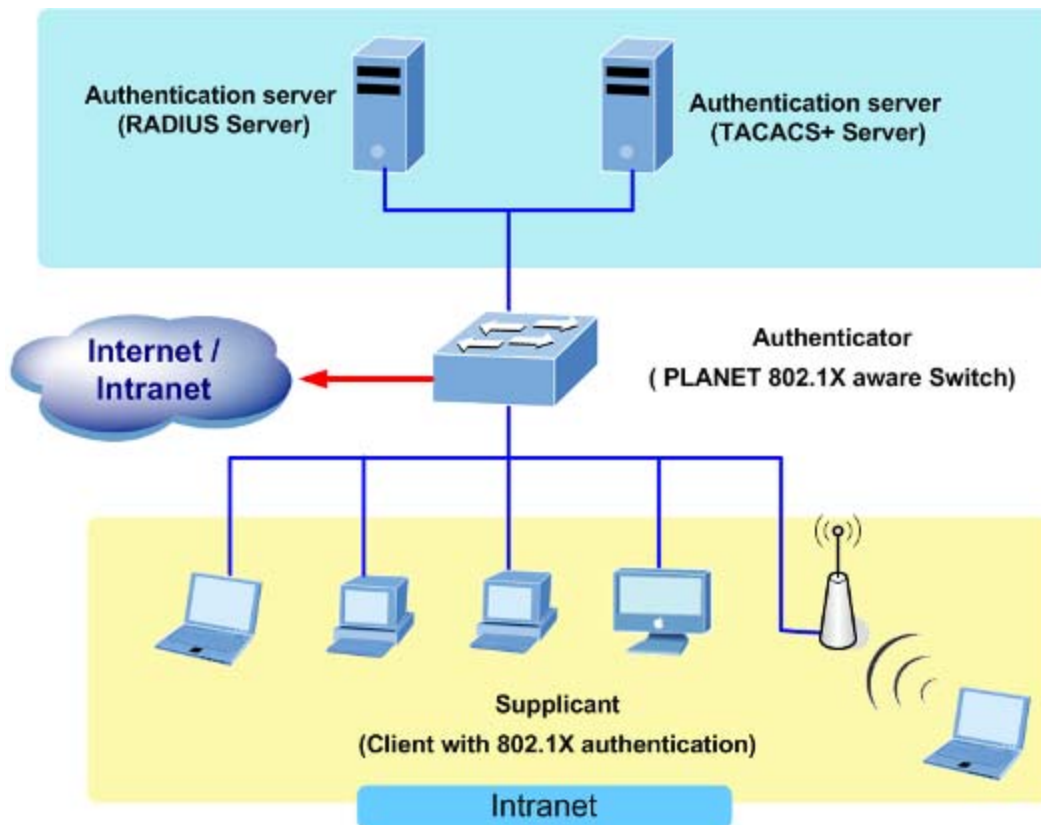 Authentication server
(RADIUS Server)
Authentication server
(TACACS+ Server)
Internet /
Intranet
Authenticator
( PLANET 802.1X aware Switch)
Supplicant
(Client with 802.1X authentication)
Intranet